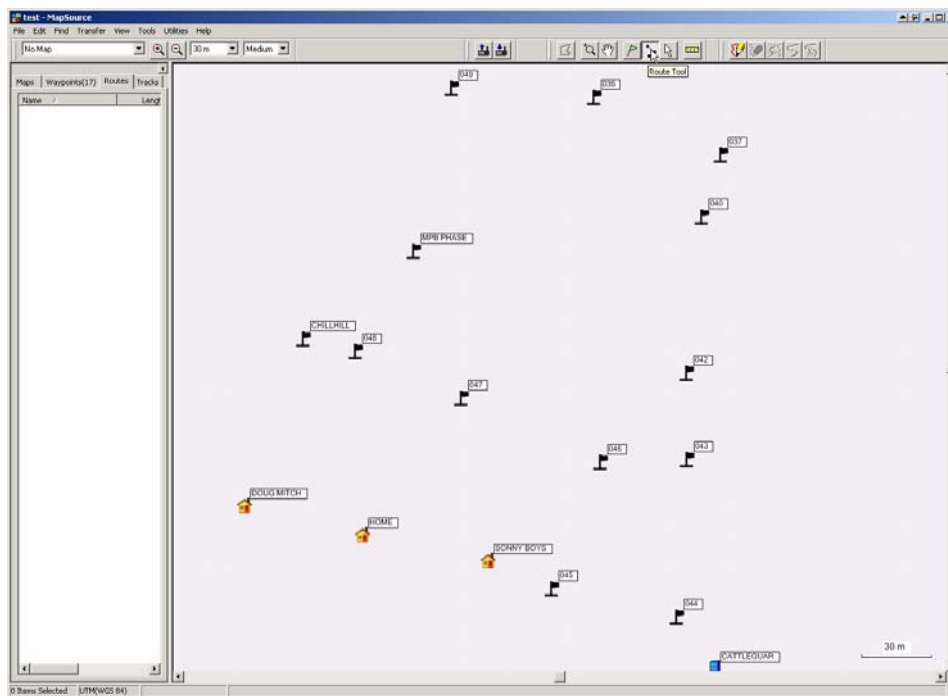 test - MapSource
File Edit Find Transfer View Tools Utilities Help
No Map 30 m Medium
Route Tool
Maps Waypoints(17) Routes Tracks
Name Lengt
049
036
037
040
MPB PHASE
CHILLHILL
048
042
047
046
043
DOUG MITCH
HOME
SONNY BOYS
045
044
CATTLEGUAR
30 m
0 Items Selected UTM(WGS 84)